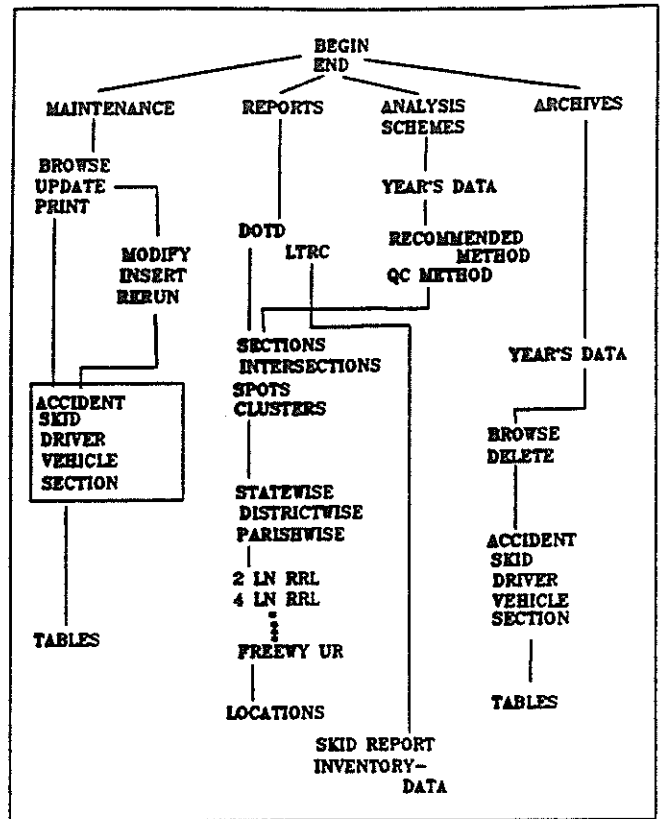 BEGIN
END
MAINTENANCE
REPORTS
ANALYSIS
SCHEMES
ARCHIVES
BROWSE
UPDATE
PRINT
MODIFY
INSERT
RERUN
ACCIDENT
SKID
DRIVER
VEHICLE
SECTION
TABLES
DOTD
LTRC
YEAR'S DATA
RECOMMENDED
METHOD
QC METHOD
SECTIONS
INTERSECTIONS
SPOTS
CLUSTERS
STATEWISE
DISTRICTWISE
PARISHWISE
2 LN RRL
4 LN RRL
FREEWY UR
LOCATIONS
SKID REPORT
INVENTORY-
DATA
YEAR'S DATA
BROWSE
DELETE
ACCIDENT
SKID
DRIVER
VEHICLE
SECTION
TABLES